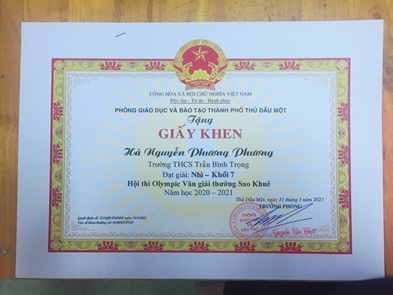 CỘNG HÒA XÃ HỘI CHỦ NGHĨA VIỆT NAM
Độc lập - Tự do - Hạnh phúc
PHÒNG GIÁO DỤC VÀ ĐÀO TẠO THÀNH PHỐ THỦ DẦU MỘT
Tặng
GIẤY KHEN
Hà Nguyễn Phương Phương
Trường THCS Trần Bình Trọng
Đạt giải: Nhì – Khối 7
Hội thi Olympic Văn giải thưởng Sao Khuê
Năm học 2020 – 2021
Thủ Dầu Một, ngày 31 tháng 3 năm 2021
TRƯỞNG PHÒNG